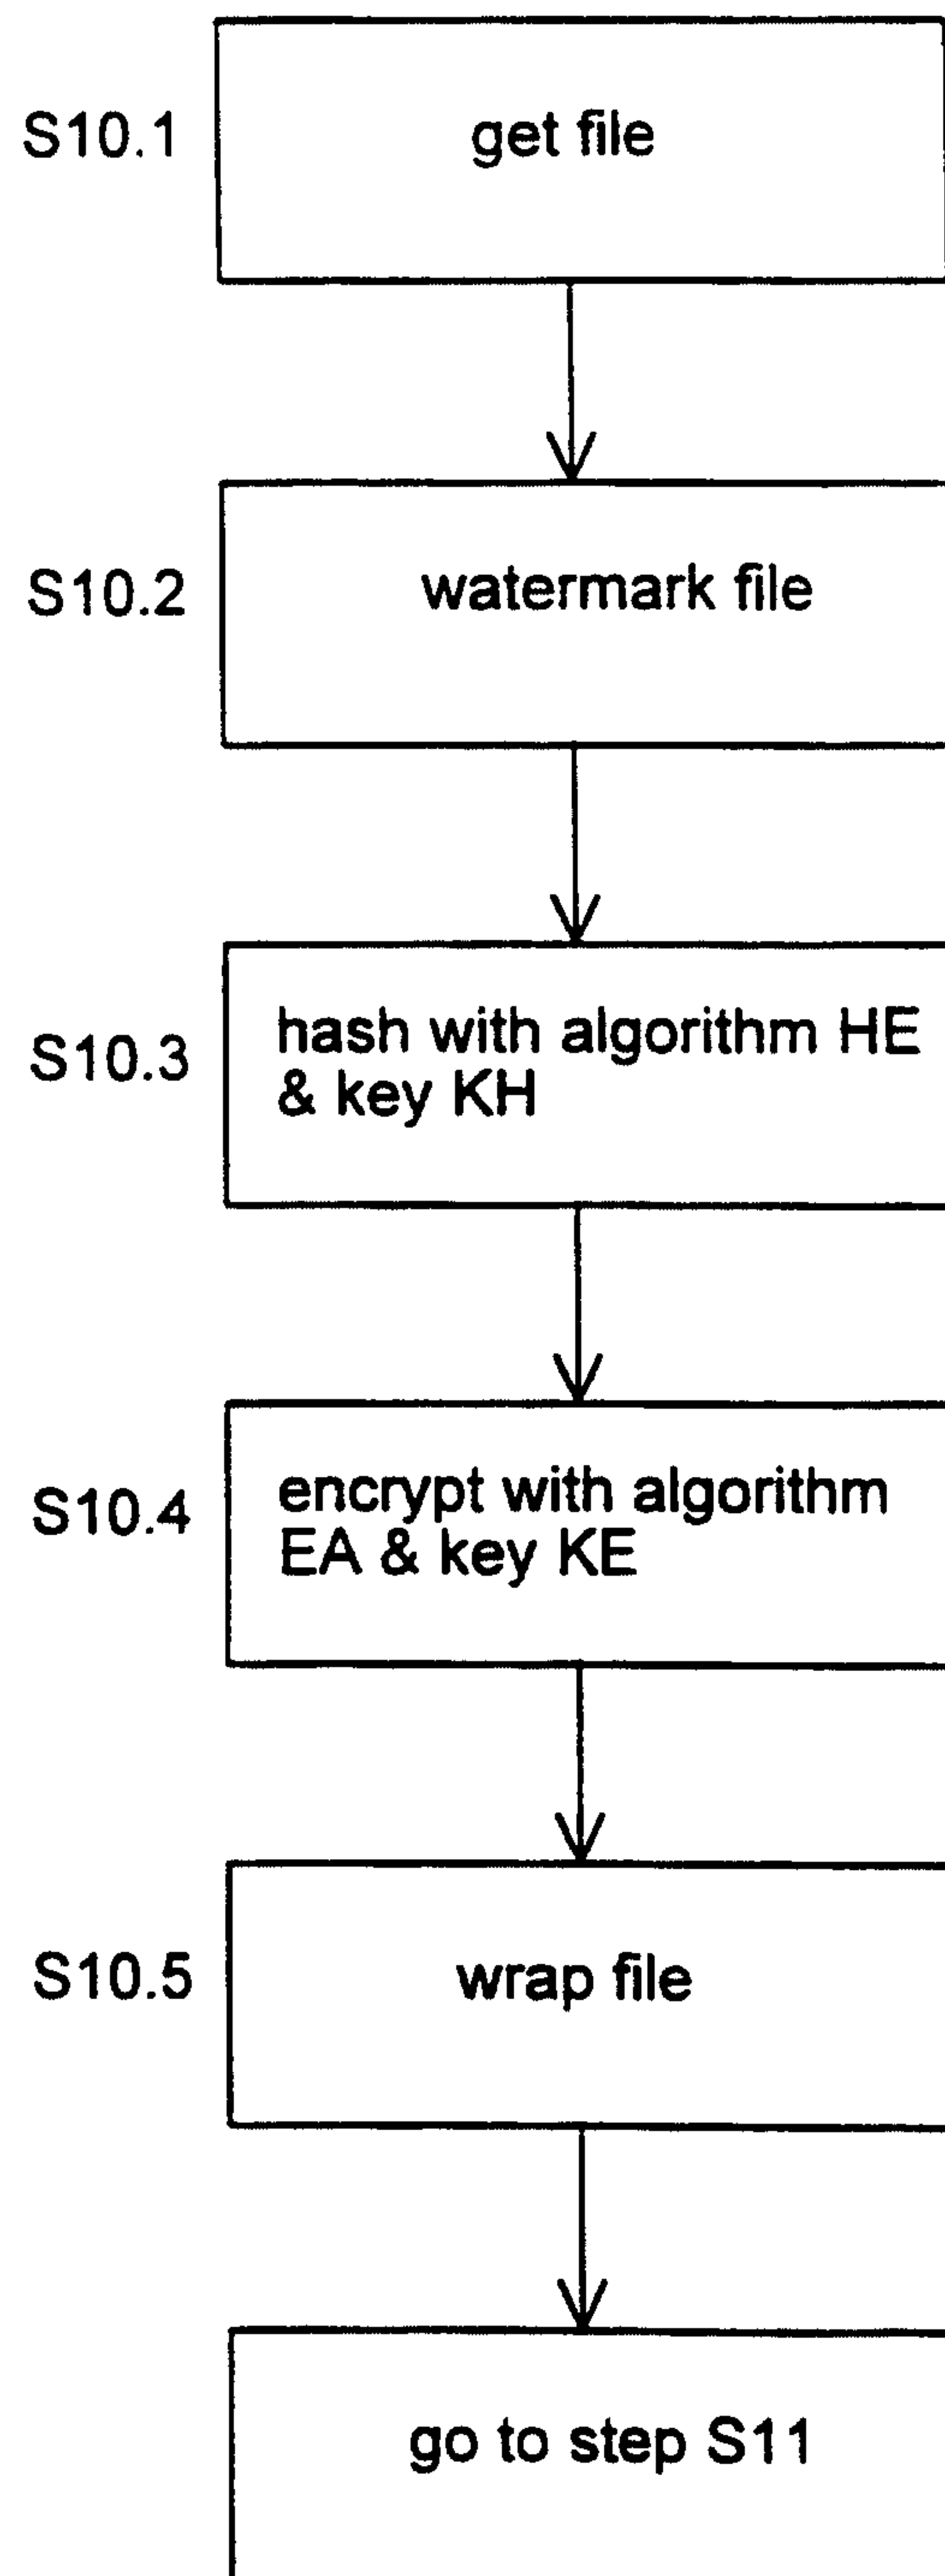 S10.1
get file
S10.2
watermark file
S10.3
hash with algorithm HE
& key KH
S10.4
encrypt with algorithm
EA & key KE
S10.5
wrap file
go to step S11